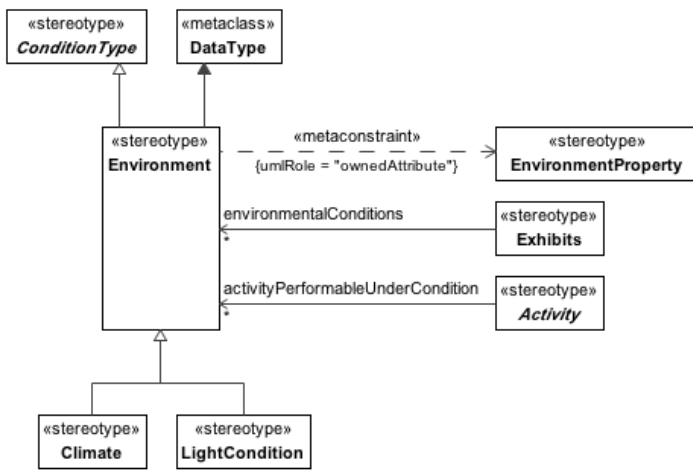 «stereotype»
ConditionType
«metaclass»
DataType
«stereotype»
Environment
«metaconstraint»
{umlRole = "ownedAttribute"}
«stereotype»
EnvironmentProperty
environmentalConditions
*
«stereotype»
Exhibits
activityPerformableUnderCondition
*
«stereotype»
Activity
«stereotype»
Climate
«stereotype»
LightCondition